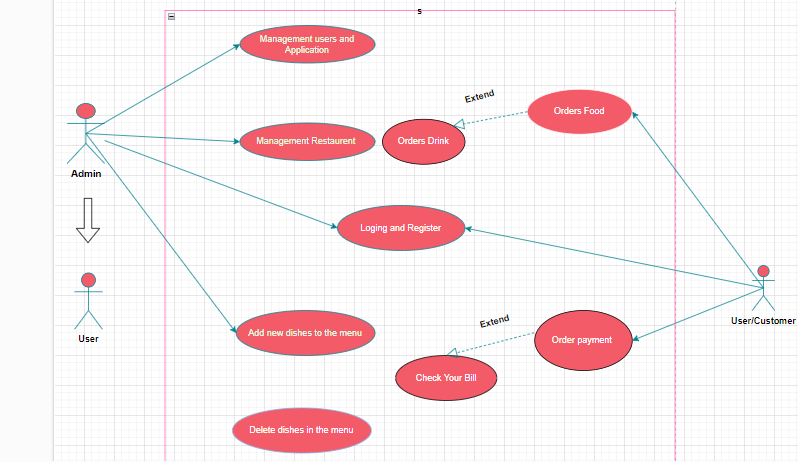 s
Management users and
Application
Extend
Orders Food
Management Restaurent
Orders Drink
Admin
Loging and Register
User/Customer
User
Add new dishes to the menu
Extend
Order payment
Check Your Bill
Delete dishes in the menu